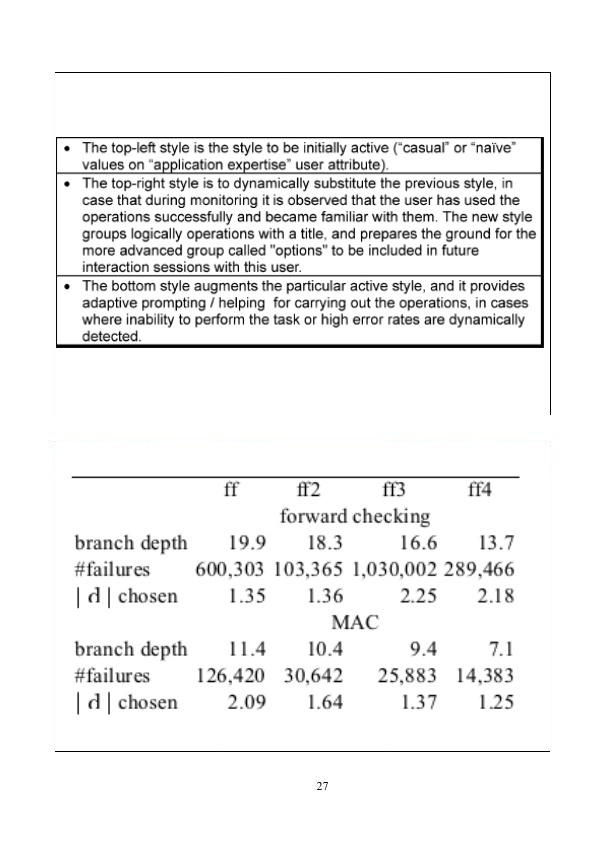 • The top-left style is the style to be initially active (“casual” or “naïve”
values on “application expertise” user attribute).
• The top-right style is to dynamically substitute the previous style, in
case that during monitoring it is observed that the user has used the
operations successfully and became familiar with them. The new style
groups logically operations with a title, and prepares the ground for the
more advanced group called "options" to be included in future
interaction sessions with this user.
• The bottom style augments the particular active style, and it provides
adaptive prompting / helping for carrying out the operations, in cases
where inability to perform the task or high error rates are dynamically
detected.
ff ff2 ff3 ff4
forward checking
branch depth 19.9 18.3 16.6 13.7
#failures 600,303 103,365 1,030,002 289,466
| d | chosen 1.35 1.36 2.25 2.18
MAC
branch depth 11.4 10.4 9.4 7.1
#failures 126,420 30,642 25,883 14,383
| d | chosen 2.09 1.64 1.37 1.25
27